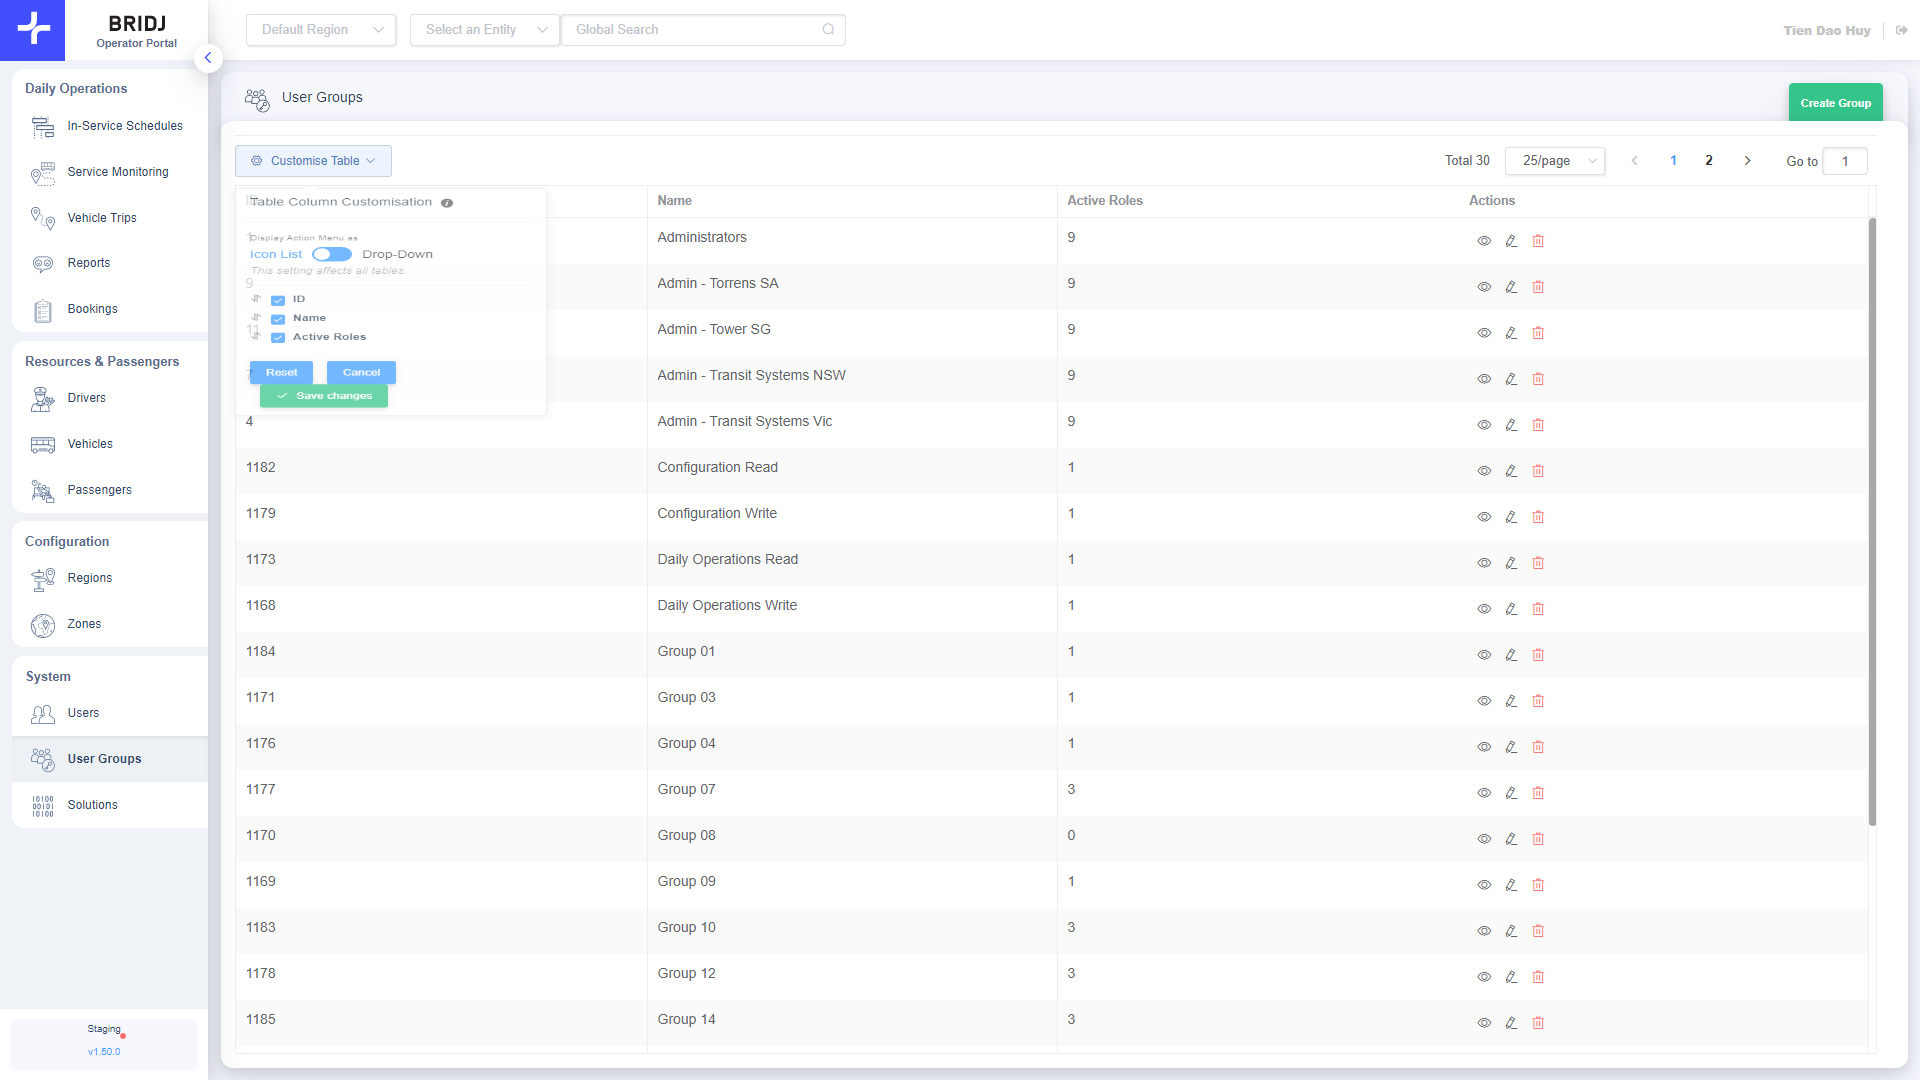 BRIDJ
Operator Portal
Default Region
Select an Entity
Global Search
Tien Dao Huy
Daily Operations
In-Service Schedules
Service Monitoring
Vehicle Trips
Reports
Bookings
Resources & Passengers
Drivers
Vehicles
Passengers
Configuration
Regions
Zones
System
Users
User Groups
10100
00101
10100
Solutions
Staging
v1.50.0
User Groups
Create Group
Customise Table
Total 30
25/page
1
2
Go to
1
Table Column Customisation
Display Action Menu as
Icon List
Drop-Down
This setting affects all tables.
ID
Name
Active Roles
Reset
Cancel
Save changes
ID Name Active Roles Actions
1 Administrators 9
9 Admin - Torrens SA 9
11 Admin - Tower SG 9
7 Admin - Transit Systems NSW 9
4 Admin - Transit Systems Vic 9
1182 Configuration Read 1
1179 Configuration Write 1
1173 Daily Operations Read 1
1168 Daily Operations Write 1
1184 Group 01 1
1171 Group 03 1
1176 Group 04 1
1177 Group 07 3
1170 Group 08 0
1169 Group 09 1
1183 Group 10 3
1178 Group 12 3
1185 Group 14 3